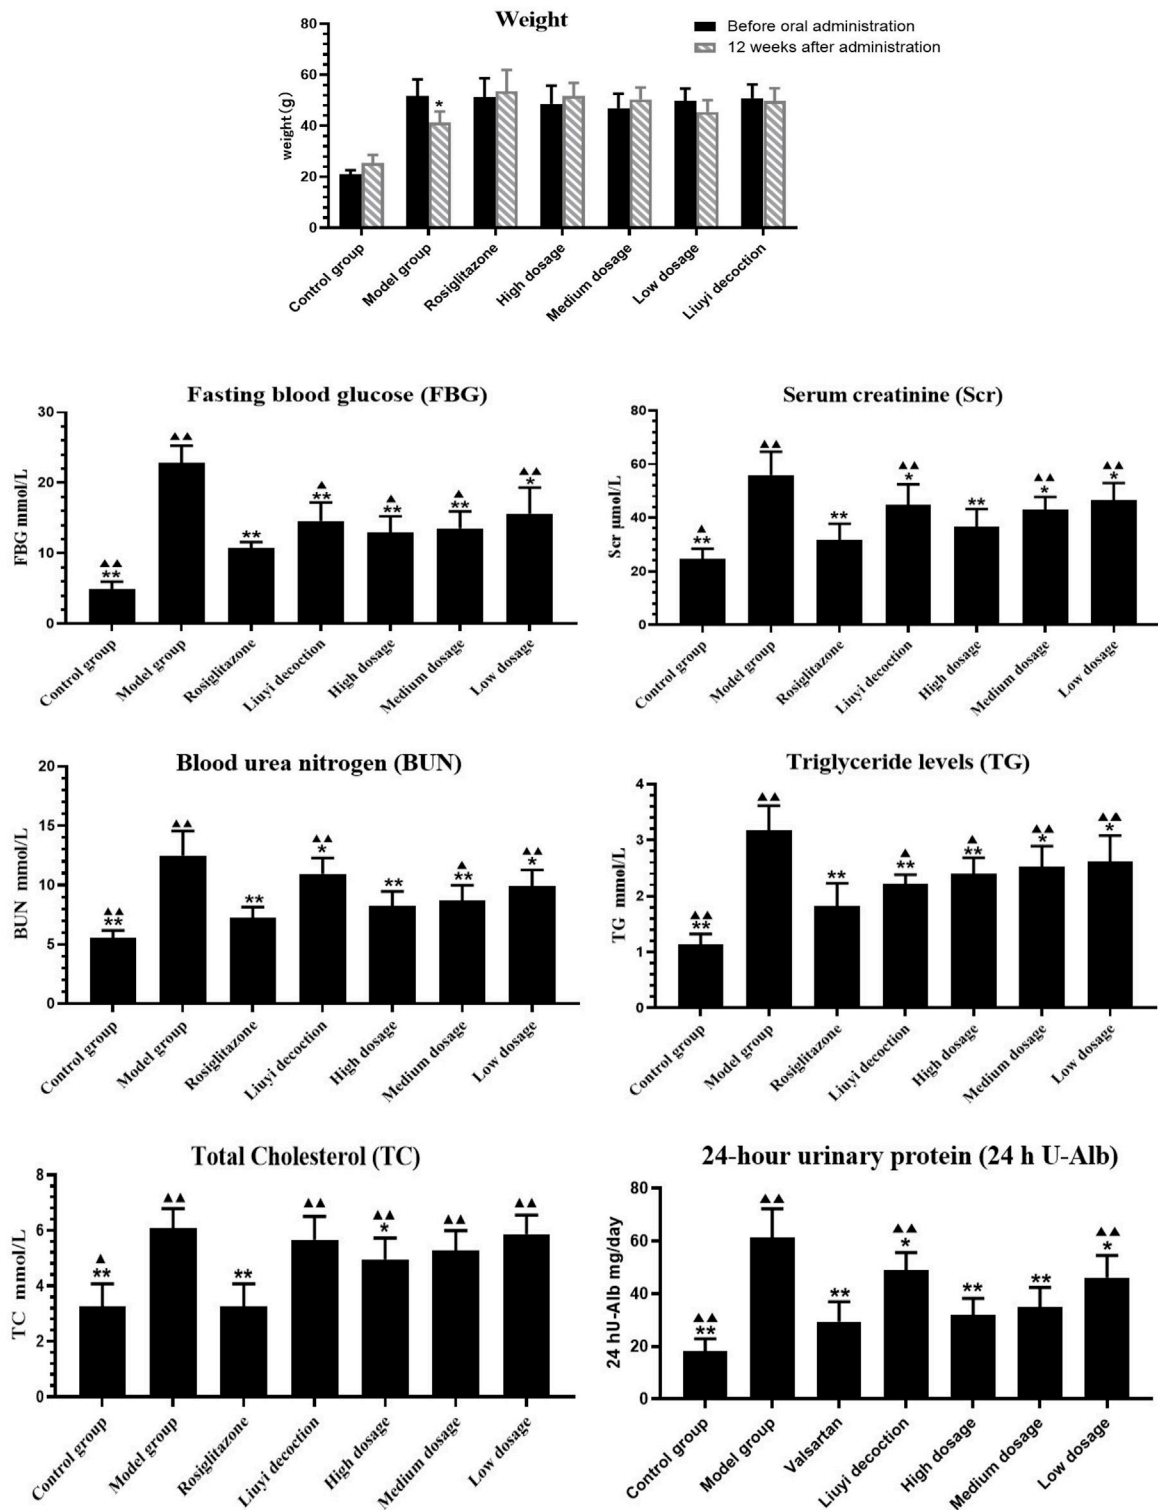 Weight
Before oral administration
12 weeks after administration
weight(g)
80
60
40
20
0
Control group
Model group
Rosiglitazone
High dosage
Medium dosage
Low dosage
Liuyi decoction
*
Fasting blood glucose (FBG)
FBG mmol/L
30
20
10
0
▲▲
**
▲▲
**
▲
**
▲
**
▲
**
▲▲
*
Control group
Model group
Rosiglitazone
Liuyi decoction
High dosage
Medium dosage
Low dosage
Serum creatinine (Scr)
Scr μmol/L
80
60
40
20
0
▲
**
▲▲
**
▲▲
*
**
▲▲
*
▲▲
*
Control group
Model group
Rosiglitazone
Liuyi decoction
High dosage
Medium dosage
Low dosage
Blood urea nitrogen (BUN)
BUN mmol/L
20
15
10
5
0
▲▲
**
▲▲
**
▲▲
*
**
▲
**
▲▲
*
Control group
Model group
Rosiglitazone
Liuyi decoction
High dosage
Medium dosage
Low dosage
Triglyceride levels (TG)
TG mmol/L
4
3
2
1
0
▲▲
**
▲▲
**
▲
**
▲
**
▲▲
*
▲▲
*
Control group
Model group
Rosiglitazone
Liuyi decoction
High dosage
Medium dosage
Low dosage
Total Cholesterol (TC)
TC mmol/L
8
6
4
2
0
▲
**
▲▲
**
▲▲
▲▲
*
▲▲
▲▲
Control group
Model group
Rosiglitazone
Liuyi decoction
High dosage
Medium dosage
Low dosage
24-hour urinary protein (24 h U-Alb)
24 hU-Alb mg/day
80
60
40
20
0
▲▲
**
▲▲
**
▲▲
*
**
**
▲▲
*
Control group
Model group
Valsartan
Liuyi decoction
High dosage
Medium dosage
Low dosage